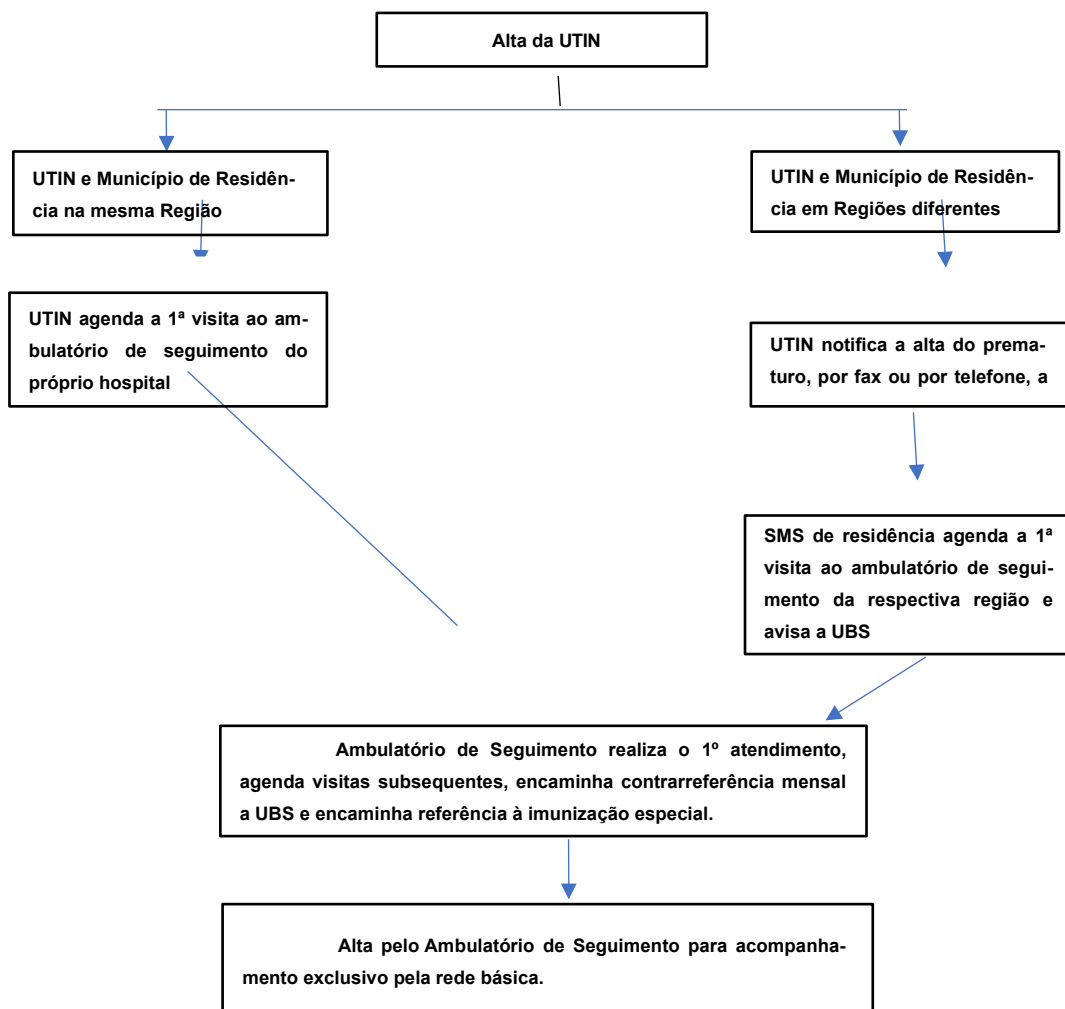 Alta da UTIN
UTIN e Município de Residên-
cia na mesma Região
UTIN e Município de Residên-
cia em Regiões diferentes
UTIN agenda a 1ª visita ao am-
bulatório de seguimento do
próprio hospital
UTIN notifica a alta do prema-
turo, por fax ou por telefone, a
SMS de residência agenda a 1ª
visita ao ambulatório de segui-
mento da respectiva região e
avisa a UBS
Ambulatório de Seguimento realiza o 1º atendimento,
agenda visitas subsequentes, encaminha contrarreferência mensal
a UBS e encaminha referência à imunização especial.
Alta pelo Ambulatório de Seguimento para acompanha-
mento exclusivo pela rede básica.